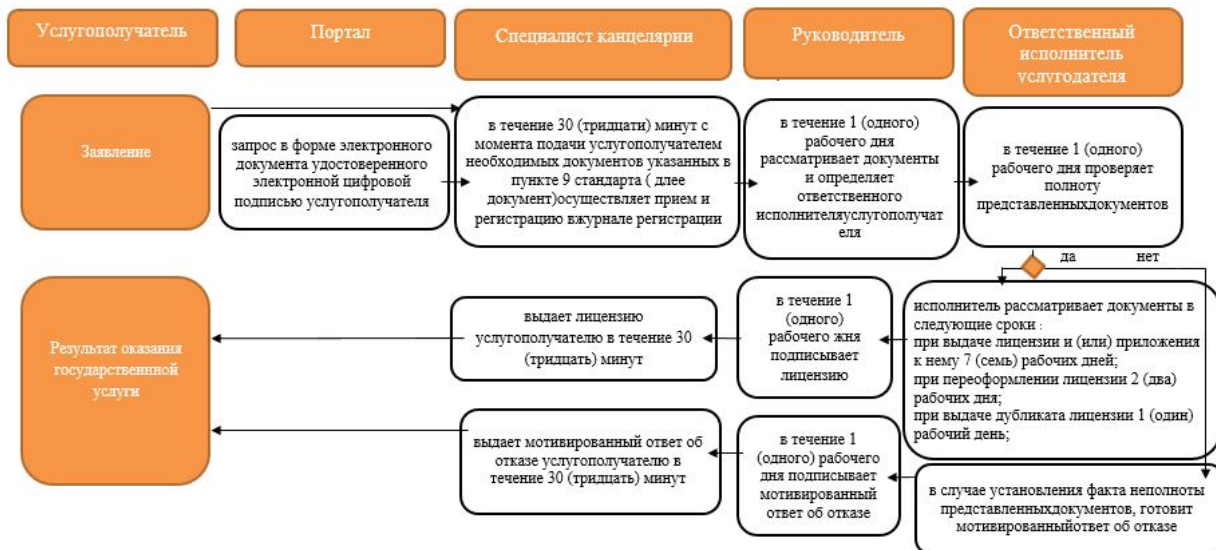 Услугополучатель
Портал
Специалист канцелярии
Руководитель
Ответственный
исполнитель
услугодателя
Заявление
запрос в форме электронного
документа удостоверенного
электронной цифровой
подписью услугополучателя
в течение 30 (тридцати) минут с
момента подачи услугополучателем
необходимых документов указанных в
пункте 9 стандарта ( длее
документ)осуществляет прием и
регистрацию вжурнале регистрации
в течение 1 (одного)
рабочего дня
рассматривает документы
и определяет
ответственного
исполнителяуслугополучат
еля
в течение 1 (одного)
рабочего дня проверяет
полноту
представленныхдокументов
да
нет
Результат оказания
государственнной
услуги
выдает лицензию
услугополучателю в течение 30
(тридцать) минут
в течение 1
(одного)
рабочего жня
подписывает
лицензию
исполнитель рассматривает документы в
следующие сроки :
при выдаче лицензии и (или) приложения
к нему 7 (семь) рабочих дней;
при переоформлении лицензии 2 (два)
рабочих дня;
при выдаче дубликата лицензии 1 (один)
рабочий день;
выдает мотивированный ответ об
отказе услугополучателю в
течение 30 (тридцать) минут
в течение 1
(одного) рабочего
дня подписывает
мотивированный
ответ об отказе
в случае установления факта неполноты
представленныхдокументов, готовит
мотивированныйответ об отказе